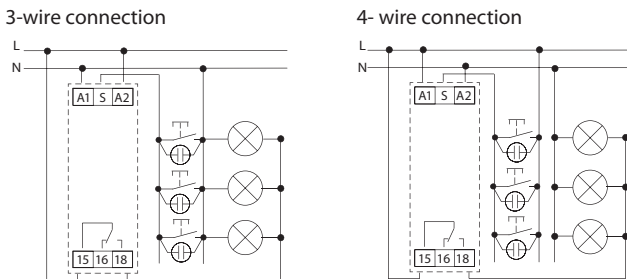 3-wire connection
L
N
A1 S A2
15 16 18
4- wire connection
L
N
A1 S A2
15 16 18